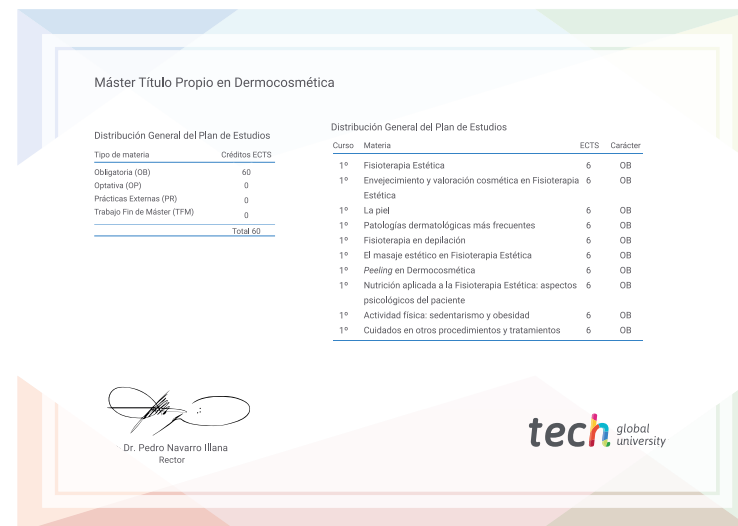 Máster Título Propio en Dermocosmética
Distribución General del Plan de Estudios
Tipo de materia Créditos ECTS
Obligatoria (OB) 60
Optativa (OP) 0
Prácticas Externas (PR) 0
Trabajo Fin de Máster (TFM) 0
Total 60
Distribución General del Plan de Estudios
Curso Materia ECTS Carácter
1º Fisioterapia Estética 6 OB
1º Envejecimiento y valoración cosmética en Fisioterapia 6 OB
Estética
1º La piel 6 OB
1º Patologías dermatológicas más frecuentes 6 OB
1º Fisioterapia en depilación 6 OB
1º El masaje estético en Fisioterapia Estética 6 OB
1º Peeling en Dermocosmética 6 OB
1º Nutrición aplicada a la Fisioterapia Estética: aspectos 6 OB
psicológicos del paciente
1º Actividad física: sedentarismo y obesidad 6 OB
1º Cuidados en otros procedimientos y tratamientos 6 OB
Dr. Pedro Navarro Illana
Rector
tech global
university